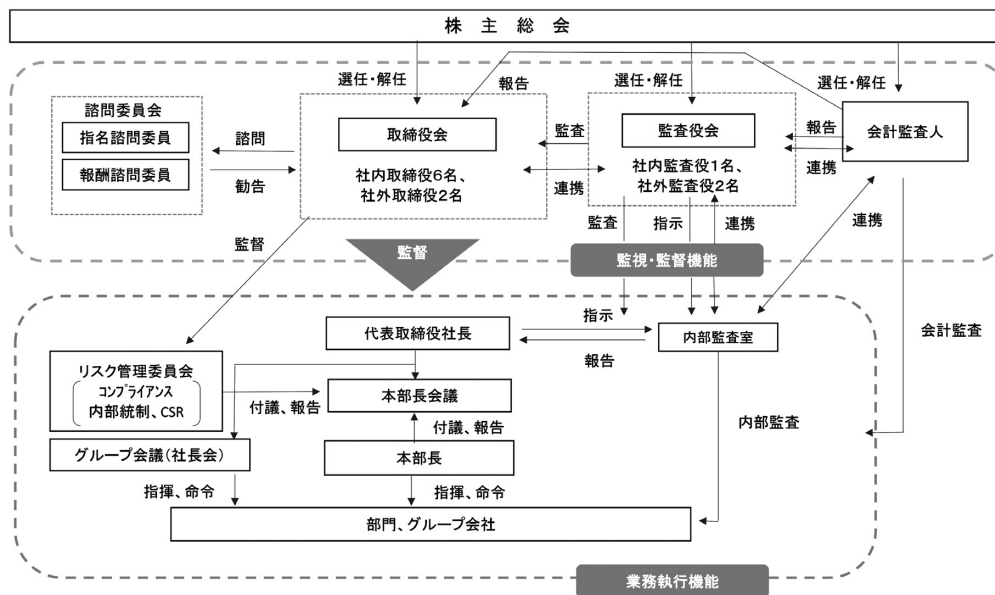 株 主 総 会
選任・解任
報告
選任・解任
選任・解任
諮問委員会
指名諮問委員
報酬諮問委員
諮問
勧告
取締役会
社内取締役6名、
社外取締役2名
監査
連携
監査役会
社内監査役1名、
社外監査役2名
報告
連携
会計監査人
監督
監督
監査
指示
連携
連携
監視・監督機能
会計監査
代表取締役社長
指示
報告
内部監査室
リスク管理委員会
コンプライアンス
内部統制、CSR
付議、報告
本部長会議
付議、報告
内部監査
グループ会議(社長会)
本部長
指揮、命令
指揮、命令
部門、グループ会社
業務執行機能